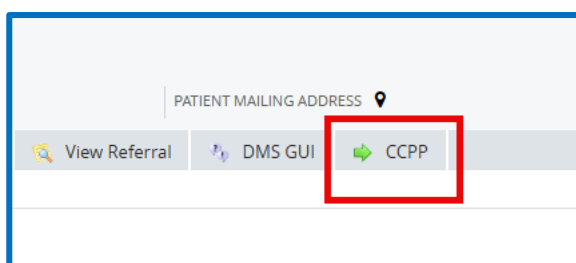 PATIENT MAILING ADDRESS
View Referral DMS GUI CCPP